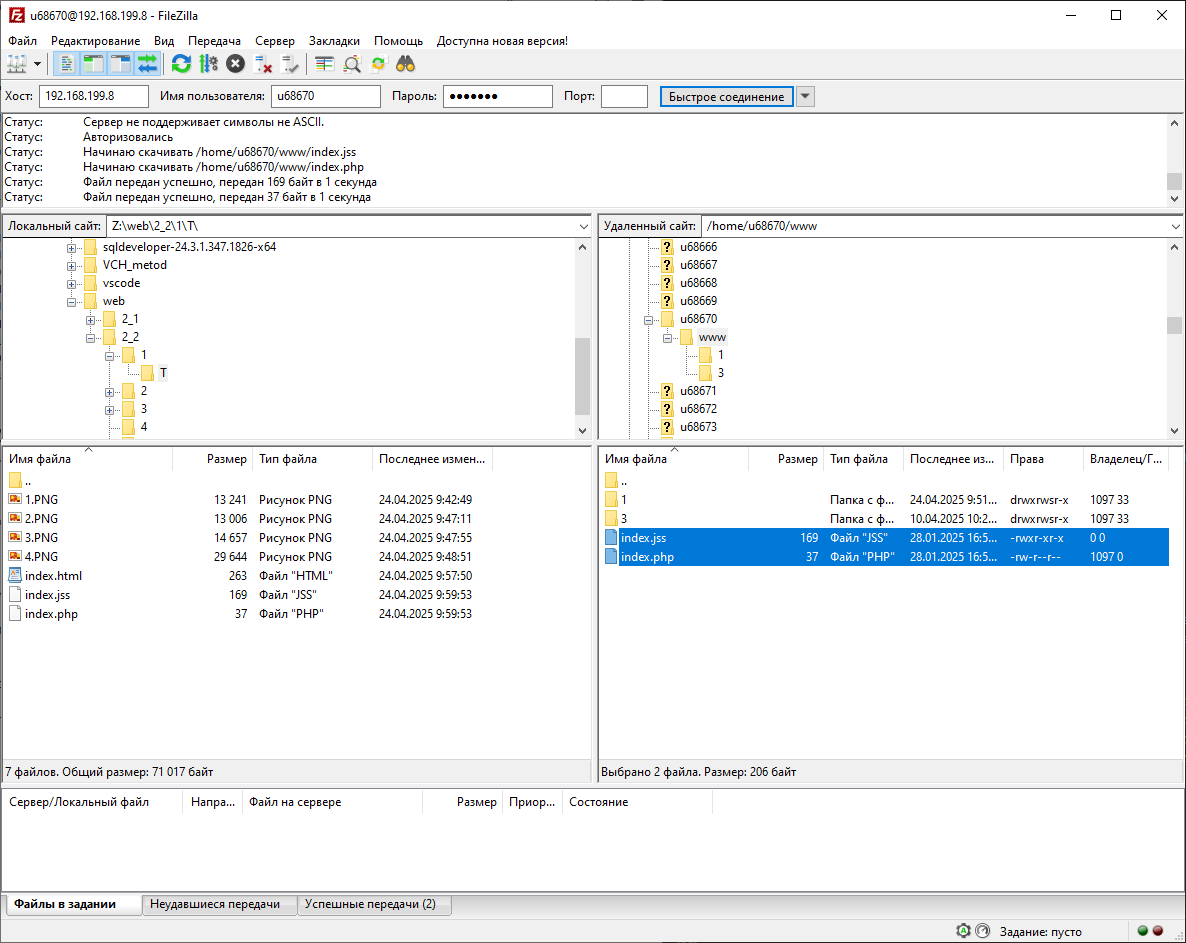 u68670@192.168.199.8 - FileZilla
Файл Редактирование Вид Передача Сервер Закладки Помощь Доступна новая версия!
Хост: 192.168.199.8 Имя пользователя: u68670 Пароль: ●●●●●●● Порт: Быстрое соединение
Статус: Сервер не поддерживает символы не ASCII.
Статус: Авторизовались
Статус: Начинаю скачивать /home/u68670/www/index.jss
Статус: Начинаю скачивать /home/u68670/www/index.php
Статус: Файл передан успешно, передан 169 байт в 1 секунда
Статус: Файл передан успешно, передан 37 байт в 1 секунда
Локальный сайт: Z:\web\2_2\1\T\
sqldeveloper-24.3.1.347.1826-x64
VCH_metod
vscode
web
2_1
2_2
1
T
2
3
4
Удаленный сайт: /home/u68670/www
u68666
u68667
u68668
u68669
u68670
www
1
3
u68671
u68672
u68673
Имя файла Размер Тип файла Последнее измен...
..
1.PNG 13 241 Рисунок PNG 24.04.2025 9:42:49
2.PNG 13 006 Рисунок PNG 24.04.2025 9:47:11
3.PNG 14 657 Рисунок PNG 24.04.2025 9:47:55
4.PNG 29 644 Рисунок PNG 24.04.2025 9:48:51
index.html 263 Файл "HTML" 24.04.2025 9:57:50
index.jss 169 Файл "JSS" 24.04.2025 9:59:53
index.php 37 Файл "PHP" 24.04.2025 9:59:53
7 файлов. Общий размер: 71 017 байт
Имя файла Размер Тип файла Последнее из... Права Владелец/Г...
..
1 Папка с ф... 24.04.2025 9:51... drwxrwsr-x 1097 33
3 Папка с ф... 10.04.2025 10:2... drwxrwsr-x 1097 33
index.jss 169 Файл "JSS" 28.01.2025 16:5... -rwxr-xr-x 0 0
index.php 37 Файл "PHP" 28.01.2025 16:5... -rw-r--r-- 1097 0
Выбрано 2 файла. Размер: 206 байт
Сервер/Локальный файл Напра... Файл на сервере Размер Приор... Состояние
Файлы в задании Неудавшиеся передачи Успешные передачи (2)
Задание: пусто